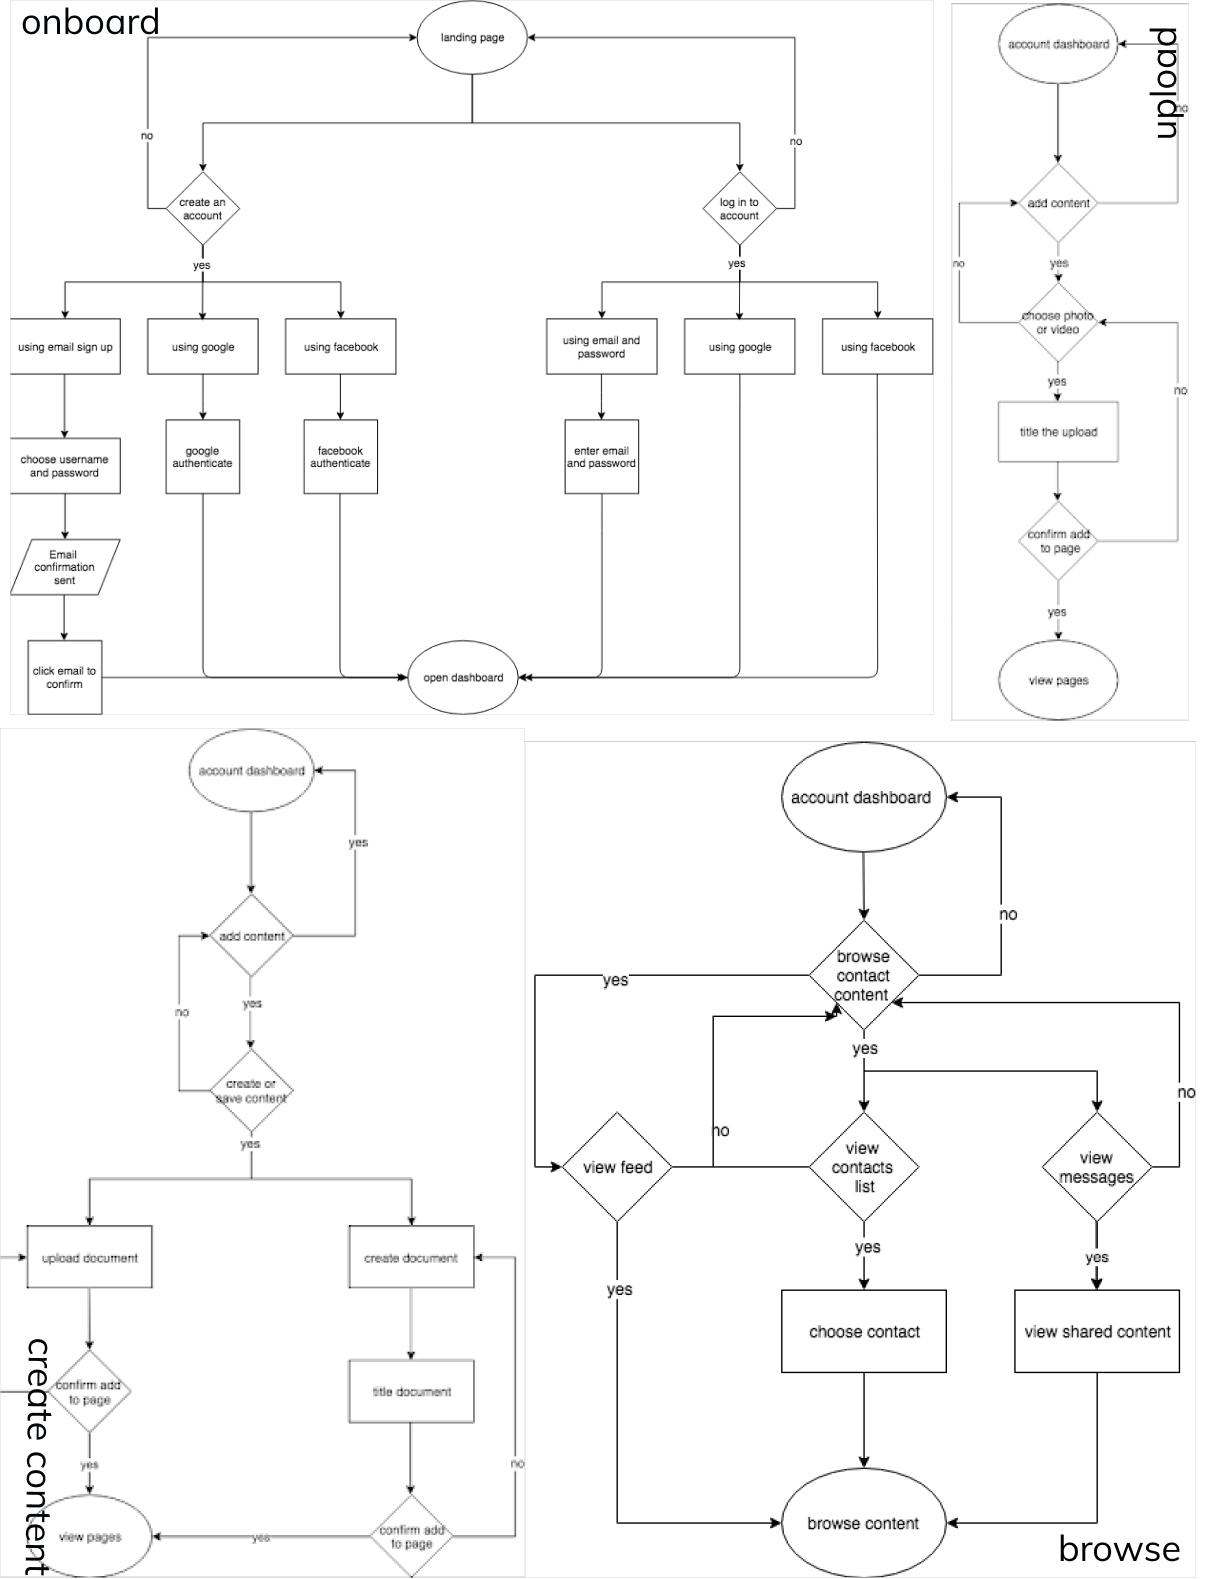 onboard
landing page
no
no
create an
account
log in to
account
yes
yes
using email sign up
using google
using facebook
using email and
password
using google
using facebook
choose username
and password
google
authenticate
facebook
authenticate
enter email
and password
Email
confirmation
sent
click email to
confirm
open dashboard
upload
account dashboard
no
add content
yes
no
choose photo
or video
yes
no
title the upload
confirm add
to page
yes
view pages
create content
account dashboard
yes
add content
yes
no
create or
save content
yes
upload document
create document
confirm add
to page
title document
yes
no
view pages
yes
confirm add
to page
account dashboard
no
browse
contact
content
yes
yes
no
no
view feed
view
contacts
list
view
messages
yes
yes
yes
choose contact
view shared content
browse content
browse